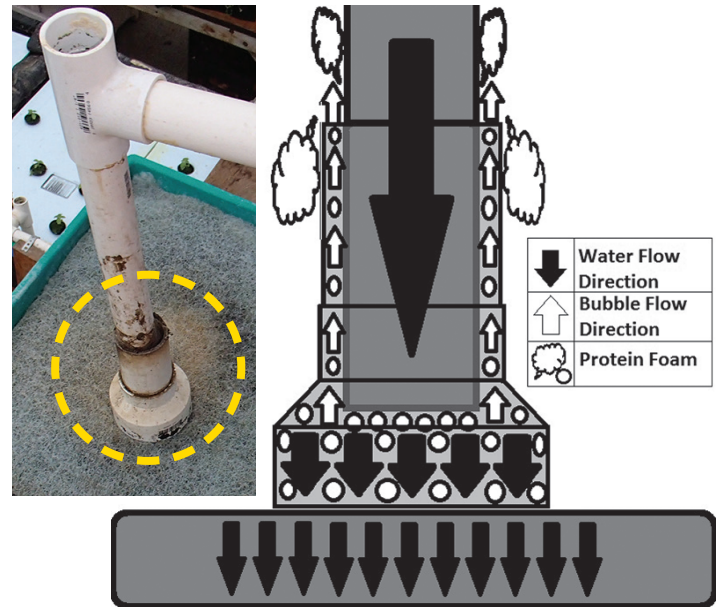 Water Flow
Direction
Bubble Flow
Direction
Protein Foam